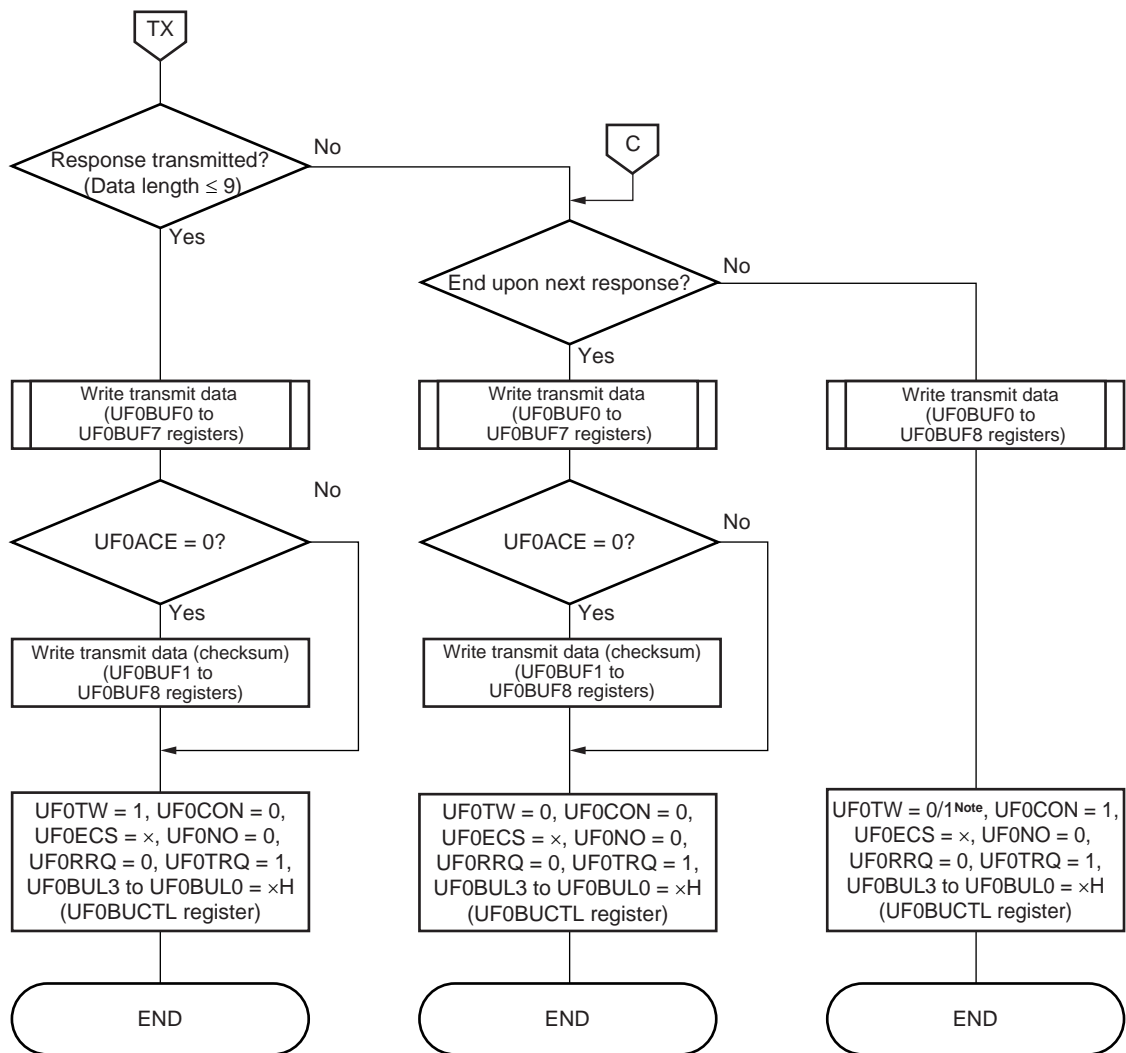 TX
Response transmitted?
(Data length ≤ 9)
No
Yes
C
End upon next response?
No
Yes
Write transmit data
(UF0BUF0 to
UF0BUF7 registers)
Write transmit data
(UF0BUF0 to
UF0BUF7 registers)
Write transmit data
(UF0BUF0 to
UF0BUF8 registers)
No
UF0ACE = 0?
Yes
No
UF0ACE = 0?
Yes
Write transmit data (checksum)
(UF0BUF1 to
UF0BUF8 registers)
Write transmit data (checksum)
(UF0BUF1 to
UF0BUF8 registers)
UF0TW = 1, UF0CON = 0,
UF0ECS = ×, UF0NO = 0,
UF0RRQ = 0, UF0TRQ = 1,
UF0BUL3 to UF0BUL0 = ×H
(UF0BUCTL register)
UF0TW = 0, UF0CON = 0,
UF0ECS = ×, UF0NO = 0,
UF0RRQ = 0, UF0TRQ = 1,
UF0BUL3 to UF0BUL0 = ×H
(UF0BUCTL register)
UF0TW = 0/1Note, UF0CON = 1,
UF0ECS = ×, UF0NO = 0,
UF0RRQ = 0, UF0TRQ = 1,
UF0BUL3 to UF0BUL0 = ×H
(UF0BUCTL register)
END
END
END